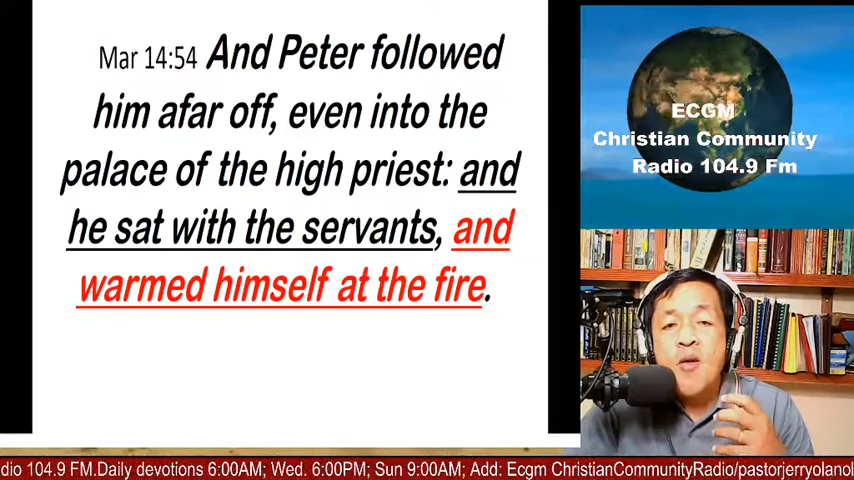 Mar 14:54 And Peter followed
him afar off, even into the
palace of the high priest: and
he sat with the servants, and
warmed himself at the fire.
ECGM
Christian Community
Radio 104.9 Fm
dio 104.9 FM.Daily devotions 6:00AM; Wed. 6:00PM; Sun 9:00AM; Add: Ecgm ChristianCommunityRadio/pastorjerryolanol